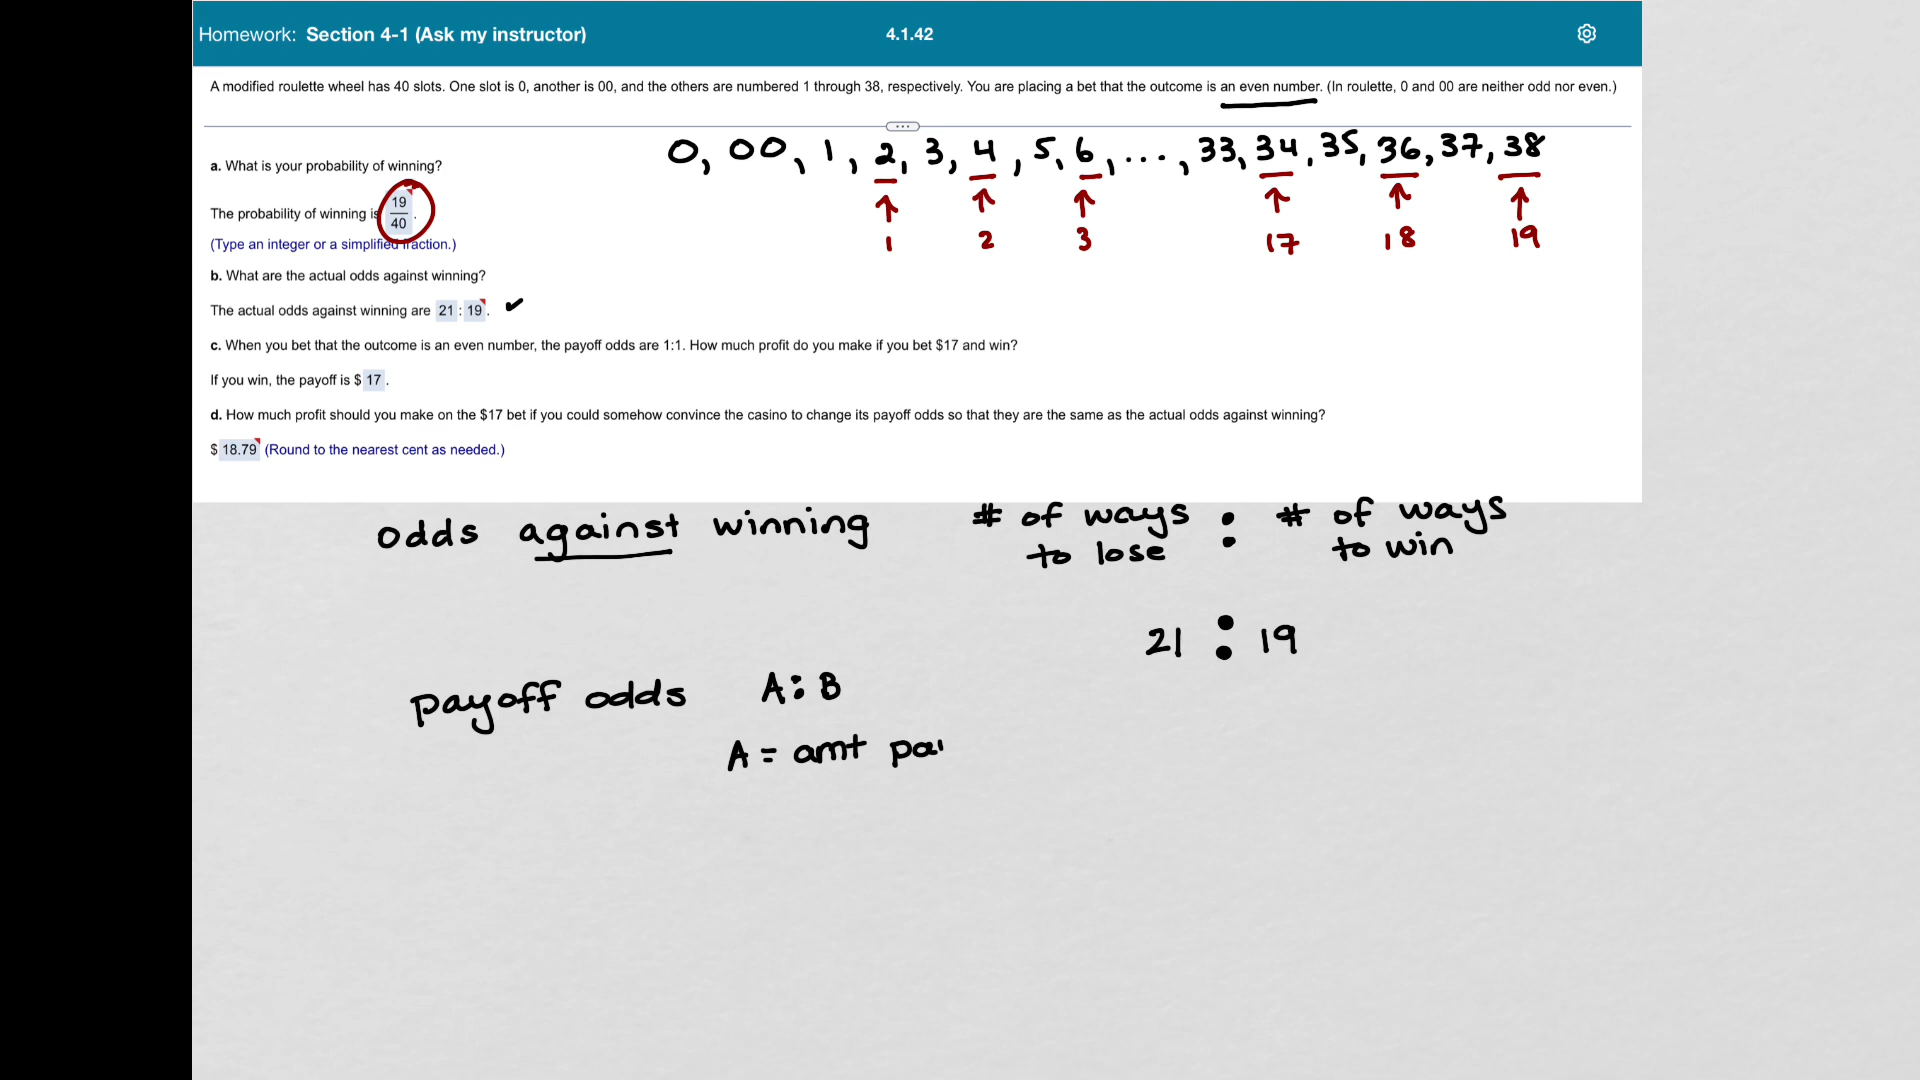 Homework: Section 4-1 (Ask my instructor) 4.1.42
A modified roulette wheel has 40 slots. One slot is 0, another is 00, and the others are numbered 1 through 38, respectively. You are placing a bet that the outcome is an even number. (In roulette, 0 and 00 are neither odd nor even.)
0, 00, 1, 2, 3, 4, 5, 6, ..., 33, 34, 35, 36, 37, 38
1 2 3 17 18 19
a. What is your probability of winning?
The probability of winning is 19/40.
(Type an integer or a simplified fraction.)
b. What are the actual odds against winning?
The actual odds against winning are 21 : 19.
c. When you bet that the outcome is an even number, the payoff odds are 1:1. How much profit do you make if you bet $17 and win?
If you win, the payoff is $ 17.
d. How much profit should you make on the $17 bet if you could somehow convince the casino to change its payoff odds so that they are the same as the actual odds against winning?
$ 18.79 (Round to the nearest cent as needed.)
odds against winning # of ways to lose : # of ways to win
21 : 19
payoff odds A:B
A = amt pai